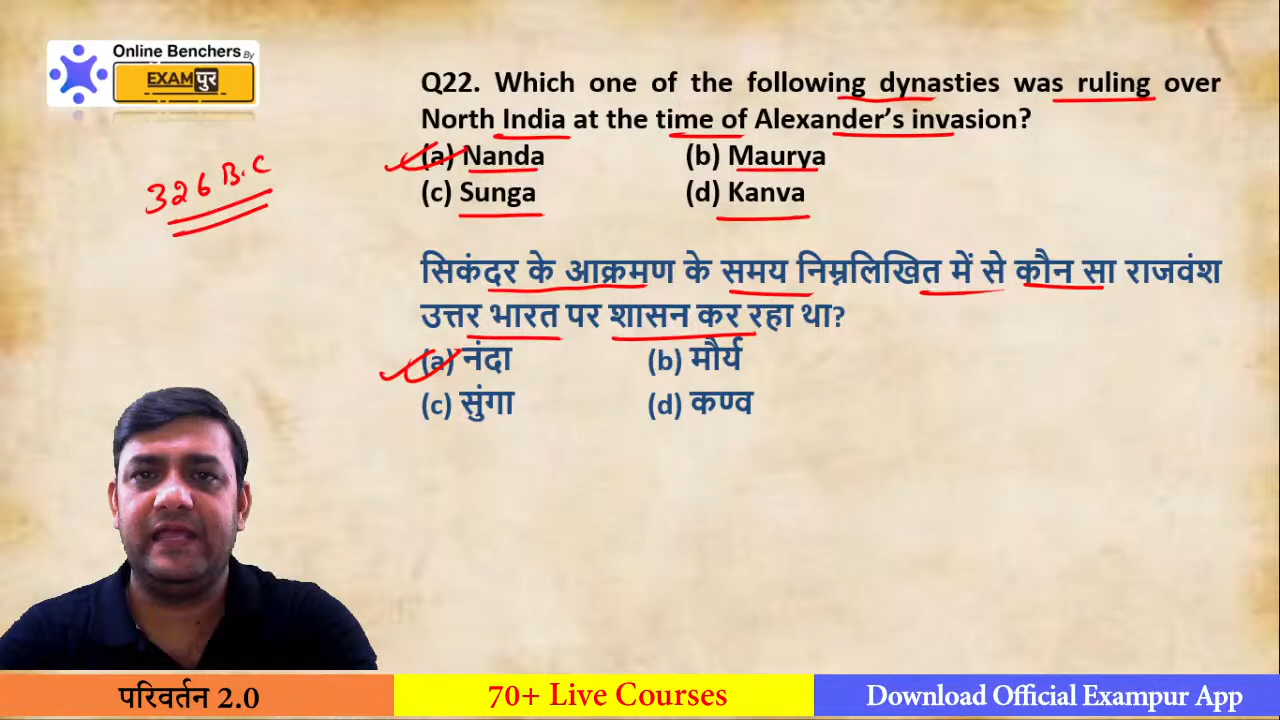 Online Benchers By
EXAMपुर
326 B.C
Q22. Which one of the following dynasties was ruling over
North India at the time of Alexander's invasion?
(a) Nanda (b) Maurya
(c) Sunga (d) Kanva
सिकंदर के आक्रमण के समय निम्नलिखित में से कौन सा राजवंश
उत्तर भारत पर शासन कर रहा था?
(a) नंदा (b) मौर्य
(c) सुंगा (d) कण्व
परिवर्तन 2.0 70+ Live Courses Download Official Exampur App